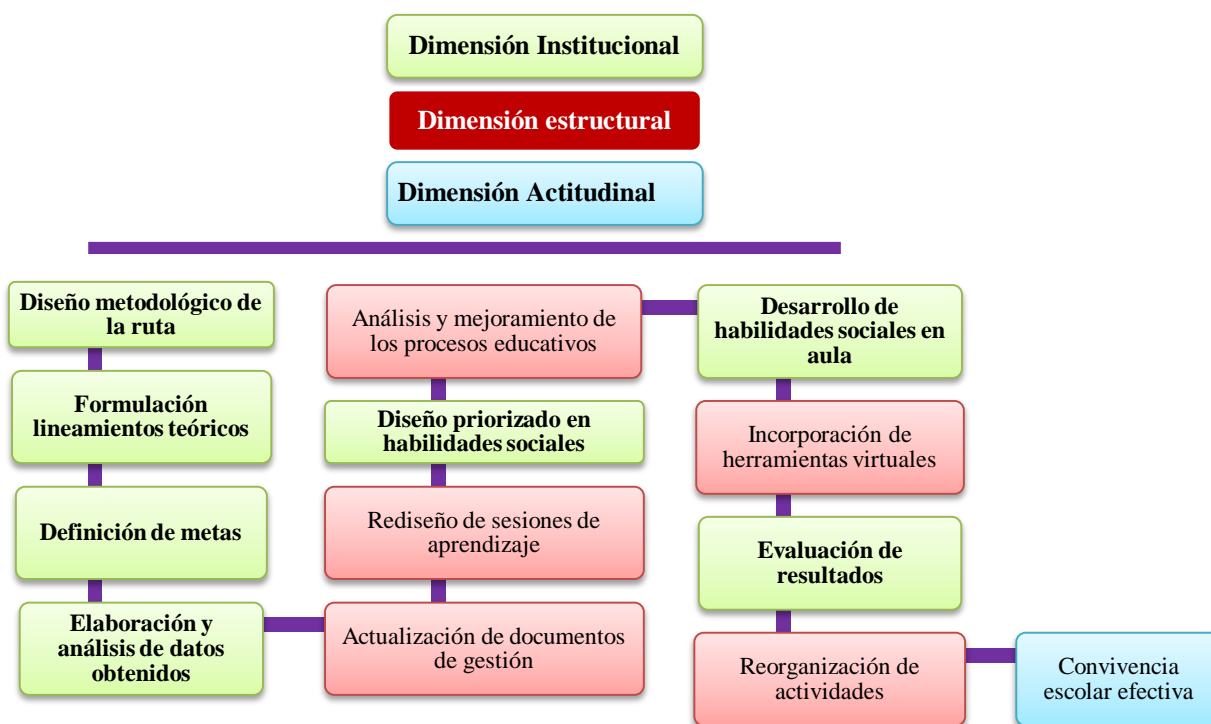 Dimensión Institucional
Dimensión estructural
Dimensión Actitudinal
Diseño metodológico de
la ruta
Formulación
lineamientos teóricos
Definición de metas
Elaboración y
análisis de datos
obtenidos
Análisis y mejoramiento de
los procesos educativos
Diseño priorizado en
habilidades sociales
Rediseño de sesiones de
aprendizaje
Actualización de documentos
de gestión
Desarrollo de
habilidades sociales en
aula
Incorporación de
herramientas virtuales
Evaluación de
resultados
Reorganización de
actividades
Convivencia
escolar efectiva